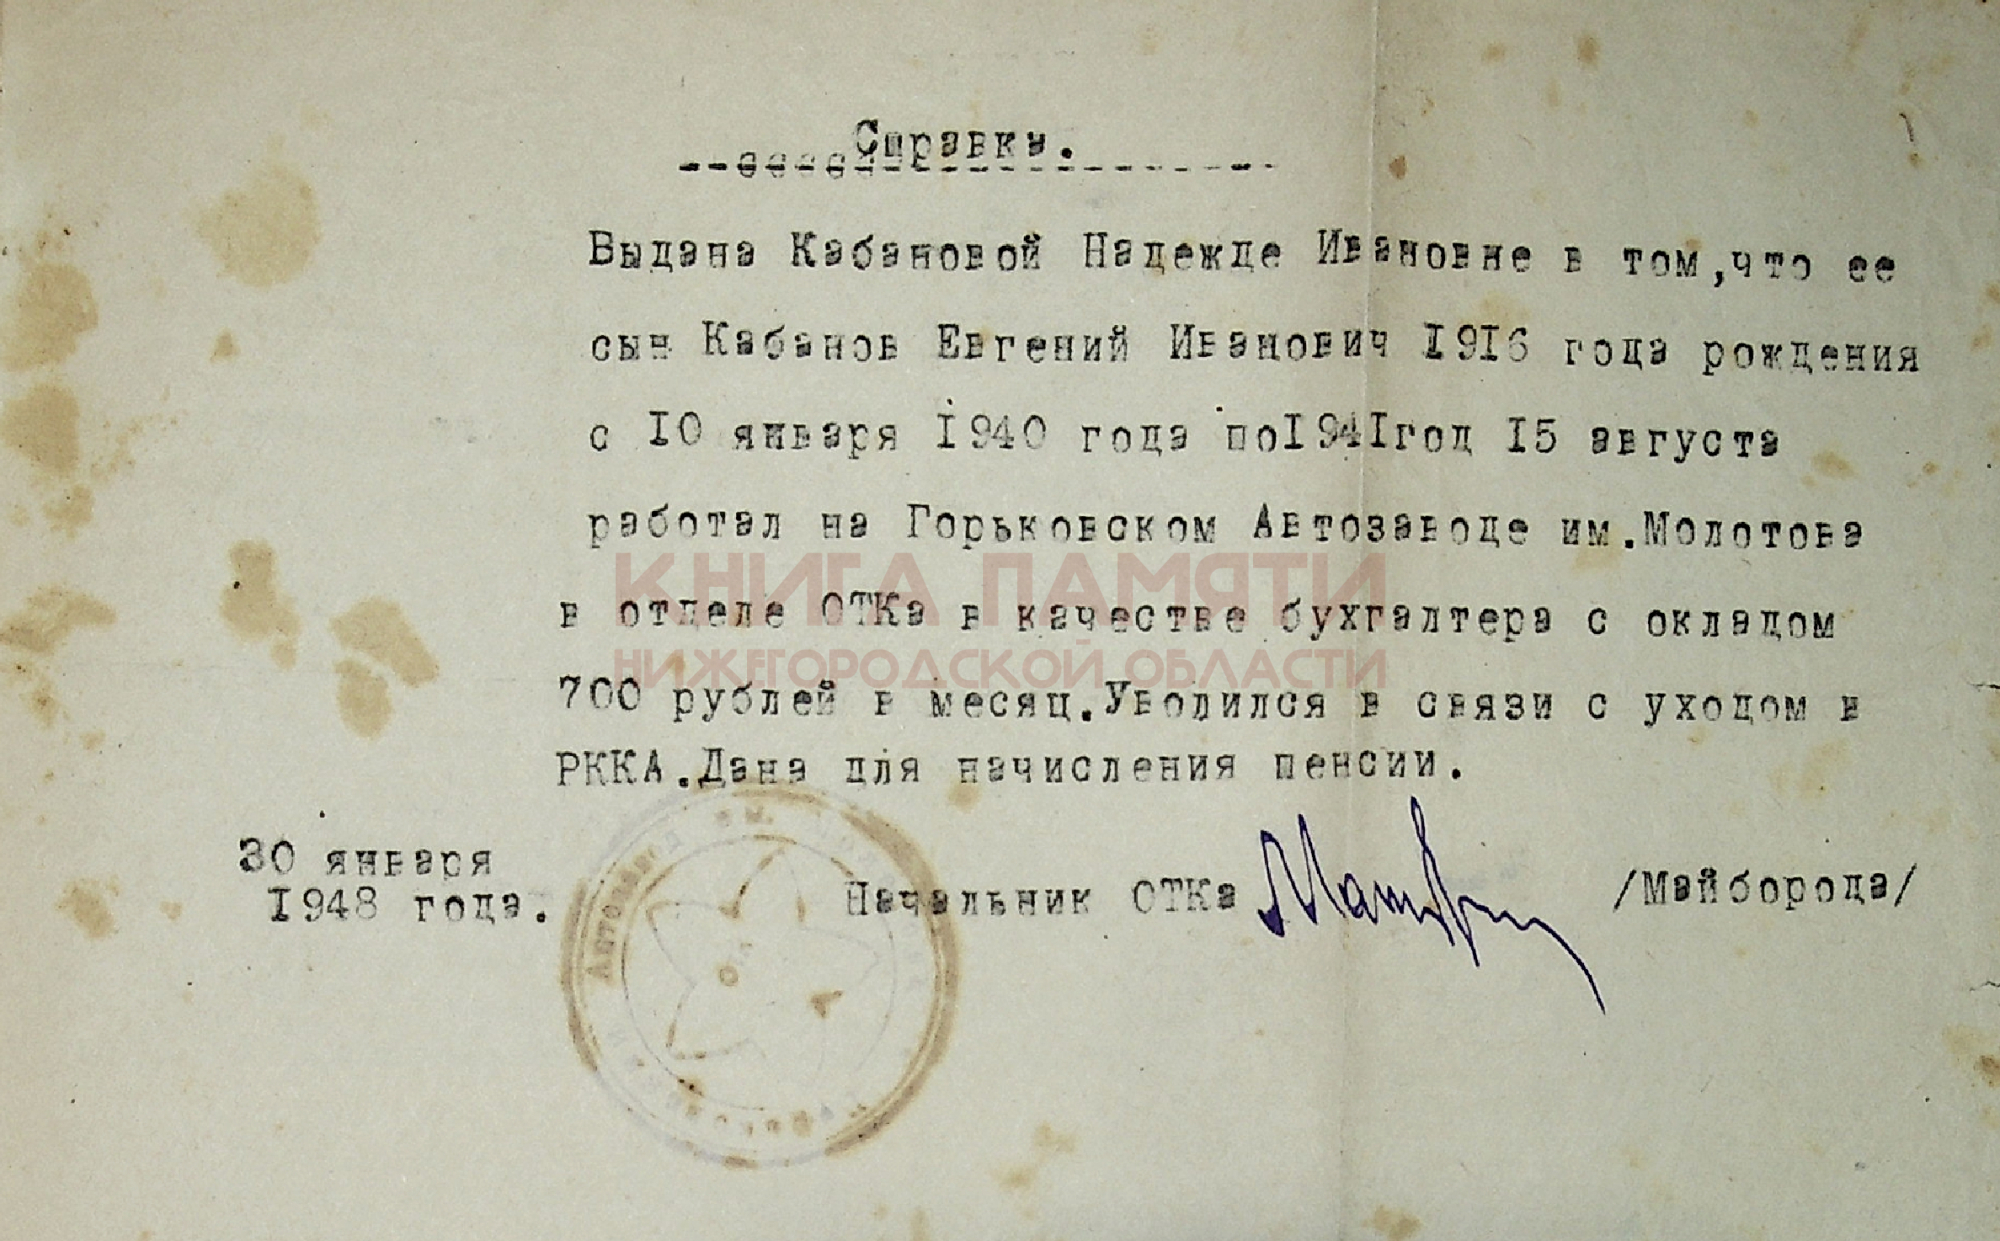 Справка.
Выдана Кабановой Надежде Ивановне в том,что ее
сын Кабанов Евгений Иванович 1916 года рождения
с 10 января 1940 года по1941год 15 августа
работал на Горьковском Автозаводе им.Молотова
КНИГА ПАМЯТИ
в отделе ОТКа в качестве бухгалтера с окладом
НИЖЕГОРОДСКОЙ ОБЛАСТИ
700 рублей в месяц.Уволился в связи с уходом в
РККА.Дана для начисления пенсии.
30 января
1948 года.
Начальник ОТКа /Майборода/
Автозавод им.